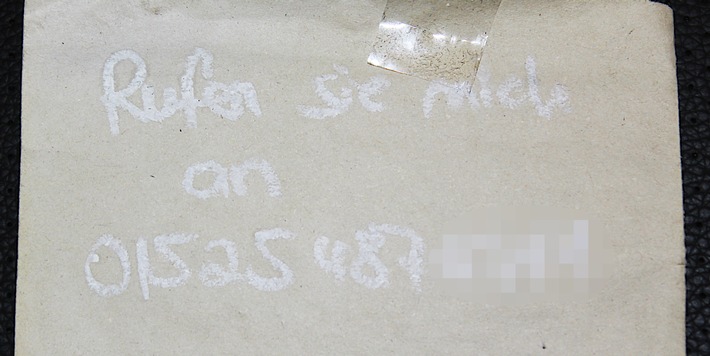 Rufen sie mich
an
01525 487